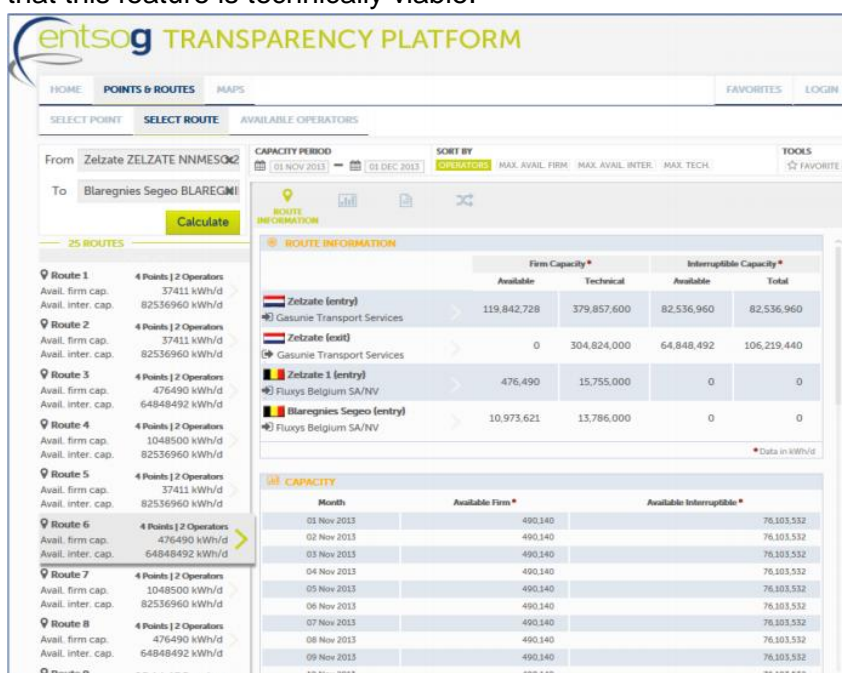 that this feature is technically viable.
entsog TRANSPARENCY PLATFORM
HOME POINTS & ROUTES MAPS FAVORITES LOGIN
SELECT POINT SELECT ROUTE AVAILABLE OPERATORS
From Zelzate ZELZATE NNMESO 2
To Blaregnies Segeo BLAREGNI
Calculate
CAPACITY PERIOD
01 NOV 2013 – 01 DEC 2013
SORT BY
OPERATORS MAX. AVAIL. FIRM MAX. AVAIL. INTER. MAX. TECH.
TOOLS
FAVORITE
ROUTE INFORMATION
25 ROUTES
Route 1 4 Points | 2 Operators
Avail. firm cap. 37411 kWh/d
Avail. inter. cap. 82536960 kWh/d
Route 2 4 Points | 2 Operators
Avail. firm cap. 37411 kWh/d
Avail. inter. cap. 82536960 kWh/d
Route 3 4 Points | 2 Operators
Avail. firm cap. 476490 kWh/d
Avail. inter. cap. 64848492 kWh/d
Route 4 4 Points | 2 Operators
Avail. firm cap. 1048500 kWh/d
Avail. inter. cap. 82536960 kWh/d
Route 5 4 Points | 2 Operators
Avail. firm cap. 37411 kWh/d
Avail. inter. cap. 82536960 kWh/d
Route 6 4 Points | 2 Operators
Avail. firm cap. 476490 kWh/d
Avail. inter. cap. 64848492 kWh/d
Route 7 4 Points | 2 Operators
Avail. firm cap. 1048500 kWh/d
Avail. inter. cap. 82536960 kWh/d
Route 8 4 Points | 2 Operators
Avail. firm cap. 476490 kWh/d
Avail. inter. cap. 64848492 kWh/d
ROUTE INFORMATION
Firm Capacity * Interruptible Capacity *
Available Technical Available Total
Zelzate (entry)
Gasunie Transport Services 119,842,728 379,857,600 82,536,960 82,536,960
Zelzate (exit)
Gasunie Transport Services 0 304,824,000 64,848,492 106,219,440
Zelzate 1 (entry)
Fluxys Belgium SA/NV 476,490 15,755,000 0 0
Blaregnies Segeo (entry)
Fluxys Belgium SA/NV 10,973,621 13,786,000 0 0
* Data in kWh/d
CAPACITY
Month Available Firm * Available Interruptible *
01 Nov 2013 490,140 76,103,532
02 Nov 2013 490,140 76,103,532
03 Nov 2013 490,140 76,103,532
04 Nov 2013 490,140 76,103,532
05 Nov 2013 490,140 76,103,532
06 Nov 2013 490,140 76,103,532
07 Nov 2013 490,140 76,103,532
08 Nov 2013 490,140 76,103,532
09 Nov 2013 490,140 76,103,532